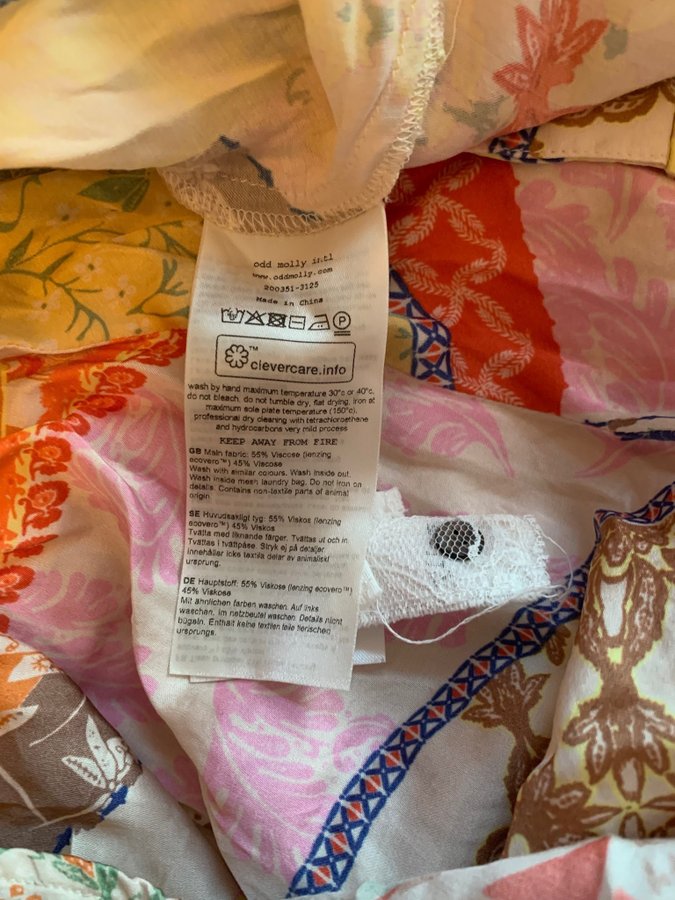 odd molly intl
www.oddmolly.com
200351-3125
Made in China
P
clevercare.info™
wash by hand maximum temperature 30°c or 40°c,
do not bleach, do not tumble dry, flat drying, iron at
maximum sole plate temperature (150°c),
professional dry cleaning with tetrachloroethene
and hydrocarbons very mild process
KEEP AWAY FROM FIRE
GB Main fabric: 55% Viscose (lenzing
ecovero™) 45% Viscose
Wash with similar colours. Wash inside out.
Wash inside mesh laundry bag. Do not iron on
details. Contains non-textile parts of animal
origin
SE Huvudsakligt tyg: 55% Viskos (lenzing
ecovero™) 45% Viskos
Tvätta med liknande färger. Tvättas ut och in.
Tvättas i tvättpåse. Stryk ej på detaljer
Innehåller icke textila delar av animaliskt
ursprung.
DE Hauptstoff: 55% Viskose (lenzing ecovero™)
45% Viskose
Mit ähnlichen farben waschen. Auf links
waschen. Im netzbeutel waschen. Details nicht
bügeln. Enthält keine textilen teile tierischen
ursprungs.